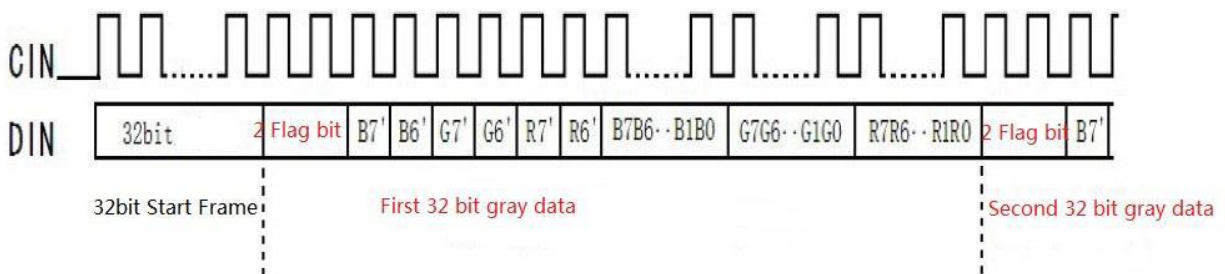 CIN
DIN 32bit 2 Flag bit B7' B6' G7' G6' R7' R6' B7B6··B1B0 G7G6··G1G0 R7R6··R1R0 2 Flag bit B7'
32bit Start Frame First 32 bit gray data Second 32 bit gray data